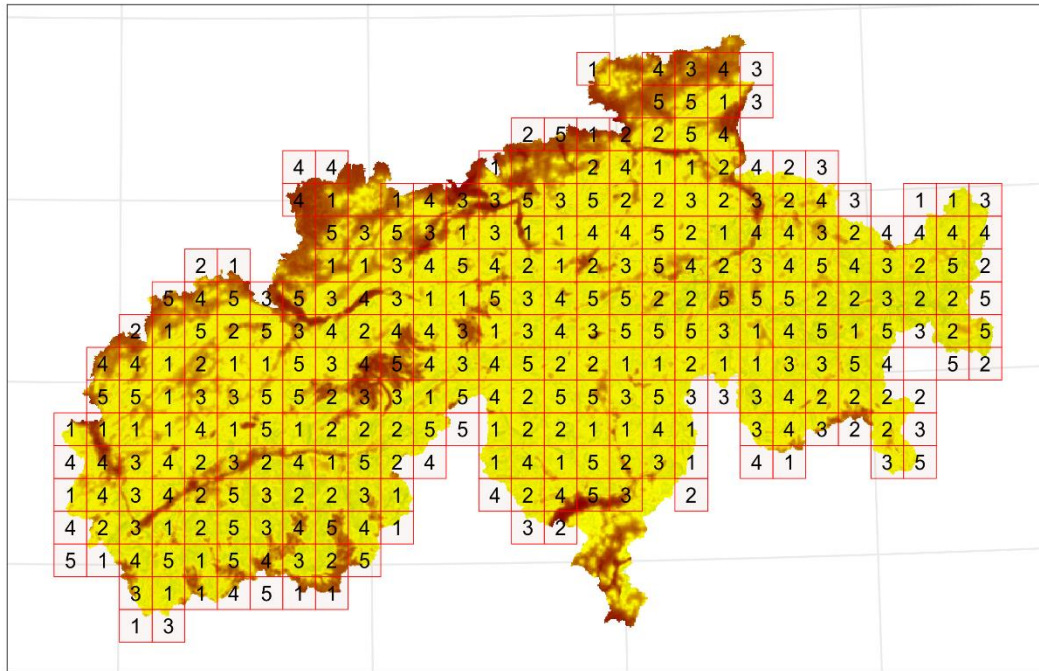 1 4 3 4 3
5 5 1 3
2 5 1 2 2 5 4
4 4 1 2 4 1 1 2 4 2 3
4 1 1 4 3 3 5 3 5 2 2 3 2 3 2 4 3 1 1 3
5 3 5 3 1 3 1 1 4 4 5 2 1 4 4 3 2 4 4 4 4
2 1 1 1 3 4 5 4 2 1 2 3 5 4 2 3 4 5 4 3 2 5 2
5 4 5 3 5 3 4 3 1 1 5 3 4 5 5 2 2 5 5 5 2 2 3 2 2 5
2 1 5 2 5 3 4 2 4 4 3 1 3 4 3 5 5 5 3 1 4 5 1 5 3 2 5
4 4 1 2 1 1 5 3 4 5 4 3 4 5 2 2 1 1 2 1 1 3 3 5 4 5 2
5 5 1 3 3 5 5 2 3 3 1 5 4 2 5 5 3 5 3 3 3 4 2 2 2 2
1 1 1 1 4 1 5 1 2 2 2 5 5 1 2 2 1 1 4 1 3 4 3 2 2 3
4 4 3 4 2 3 2 4 1 5 2 4 1 4 1 5 2 3 1 4 1 3 5
1 4 3 4 2 5 3 2 2 3 1 4 2 4 5 3 2
4 2 3 1 2 5 3 4 5 4 1 3 2
5 1 4 5 1 5 4 3 2 5
3 1 1 4 5 1 1
1 3